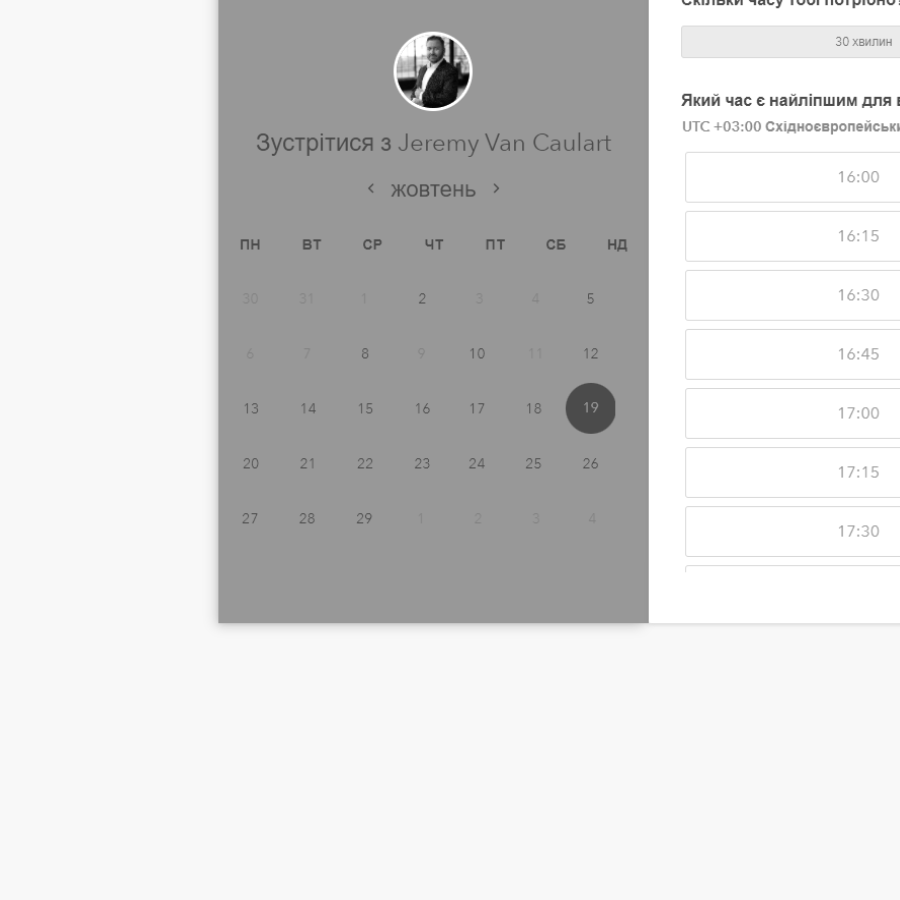 Зустрітися з Jeremy Van Caulart
‹ жовтень ›
ПН ВТ СР ЧТ ПТ СБ НД
30 31 1 2 3 4 5
6 7 8 9 10 11 12
13 14 15 16 17 18 19
20 21 22 23 24 25 26
27 28 29 1 2 3 4
Скільки часу тобі потрібно?
30 хвилин
Який час є найліпшим для
UTC +03:00 Східноєвропейськи
16:00
16:15
16:30
16:45
17:00
17:15
17:30